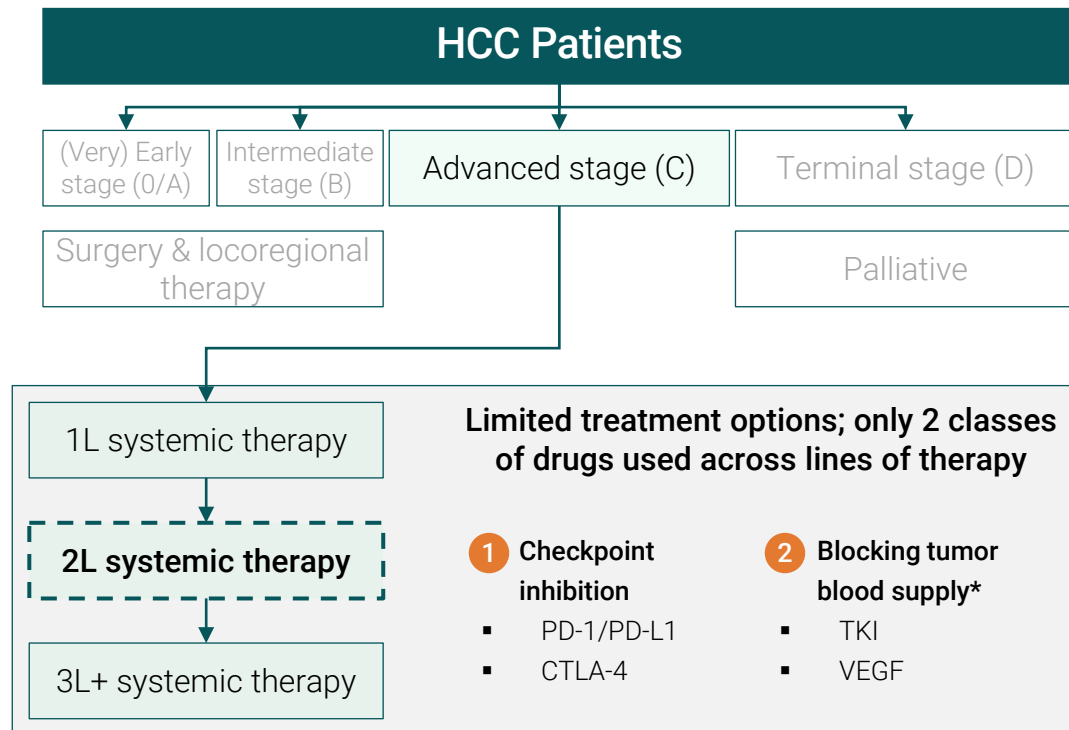 HCC Patients
(Very) Early
stage (0/A)
Intermediate
stage (B)
Advanced stage (C)
Terminal stage (D)
Surgery & locoregional
therapy
Palliative
1L systemic therapy
2L systemic therapy
3L+ systemic therapy
Limited treatment options; only 2 classes
of drugs used across lines of therapy
1 Checkpoint
inhibition
▪ PD-1/PD-L1
▪ CTLA-4
2 Blocking tumor
blood supply*
▪ TKI
▪ VEGF